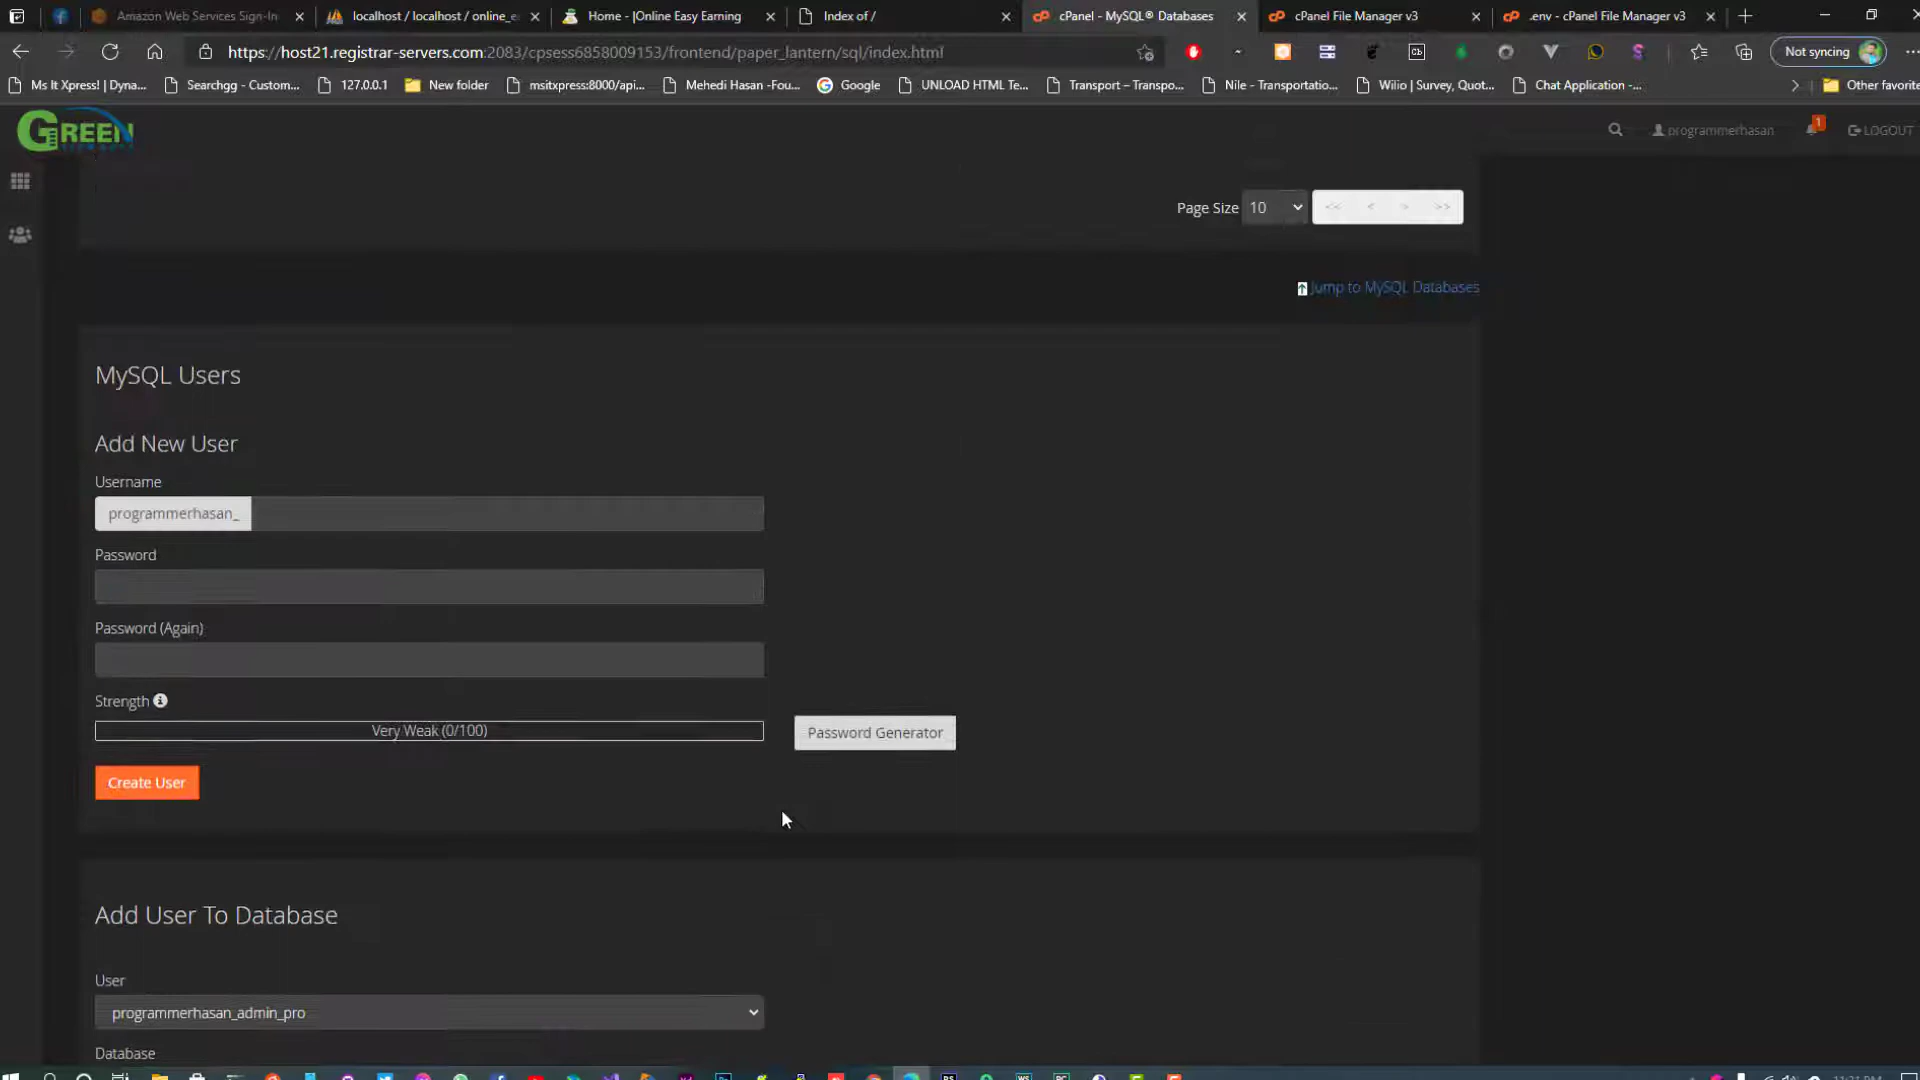 Amazon Web Services Sign-In
localhost / localhost / online_e
Home - |Online Easy Earning
Index of /
cPanel - MySQL® Databases
cPanel File Manager v3
.env - cPanel File Manager v3
https://host21.registrar-servers.com:2083/cpsess6858009153/frontend/paper_lantern/sql/index.html
Not syncing
Ms It Xpress! | Dyna...
Searchgg - Custom...
127.0.0.1
New folder
msitxpress:8000/api...
Mehedi Hasan -Fou...
Google
UNLOAD HTML Te...
Transport – Transpo...
Nile - Transportatio...
Wilio | Survey, Quot...
Chat Application -...
Other favorite
GREEN
programmerhasan
1
LOGOUT
Page Size
10
<< < > >>
Jump to MySQL Databases
MySQL Users
Add New User
Username
programmerhasan_
Password
Password (Again)
Strength
Very Weak (0/100)
Password Generator
Create User
Add User To Database
User
programmerhasan_admin_pro
Database